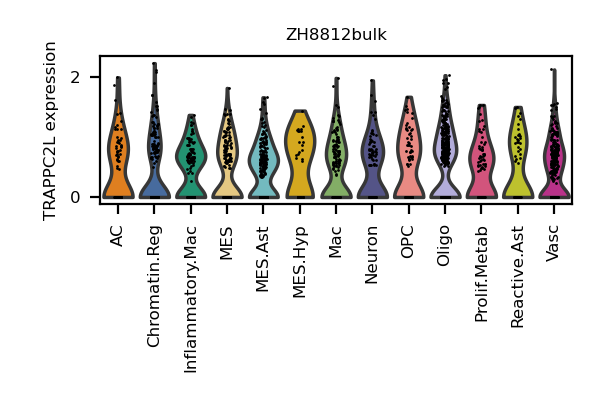 ZH8812bulk
TRAPPC2L expression
2
0
AC
Chromatin.Reg
Inflammatory.Mac
MES
MES.Ast
MES.Hyp
Mac
Neuron
OPC
Oligo
Prolif.Metab
Reactive.Ast
Vasc